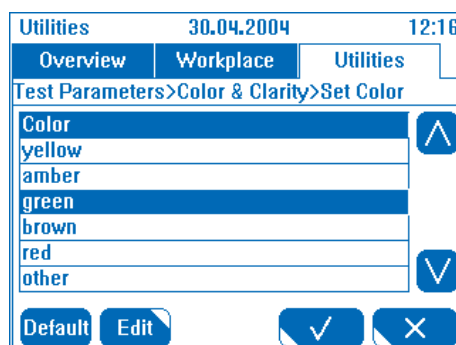 Utilities 30.04.2004 12:16
Overview Workplace Utilities
Test Parameters>Color & Clarity>Set Color
Color
yellow
amber
green
brown
red
other
Default Edit